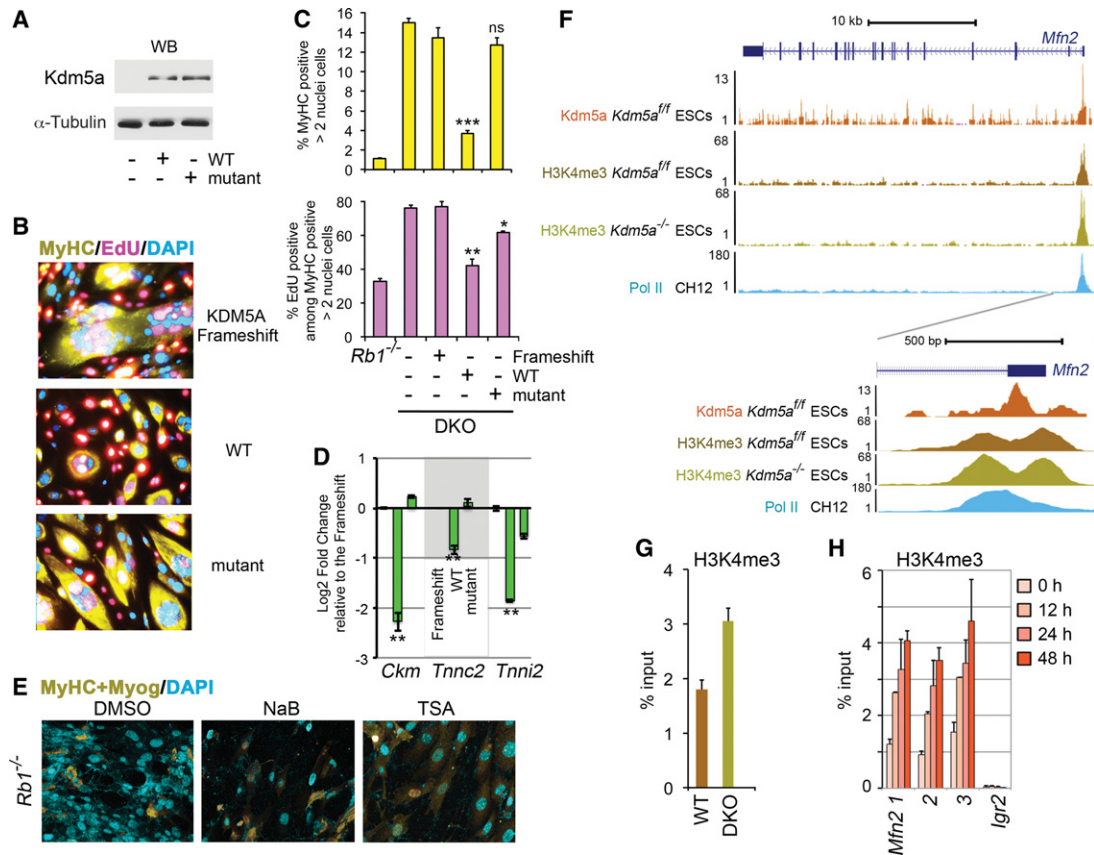 A
WB
Kdm5a
α-Tubulin
- + - WT
- - + mutant
B
MyHC/EdU/DAPI
KDM5A
Frameshift
WT
mutant
C
% MyHC positive
> 2 nuclei cells
16
14
12
10
8
6
4
2
0
***
ns
% EdU positive
among MyHC positive
> 2 nuclei cells
80
60
40
20
0
**
*
Rb1-/- - + - - Frameshift
- - + - WT
- - - + mutant
DKO
D
Log2 Fold Change
relative to the Frameshift
1
0
-1
-2
-3
**
**
**
Frameshift
WT
mutant
Ckm Tnnc2 Tnni2
E
MyHC+Myog/DAPI
DMSO NaB TSA
Rb1-/-
F
10 kb
Mfn2
13
Kdm5a Kdm5af/f ESCs 1
68
H3K4me3 Kdm5af/f ESCs
1
68
H3K4me3 Kdm5a-/- ESCs 1
180
Pol II CH12 1
500 bp
Mfn2
13
Kdm5a Kdm5af/f ESCs 1
68
H3K4me3 Kdm5af/f ESCs 1
68
H3K4me3 Kdm5a-/- ESCs 1
180
Pol II CH12 1
G
H3K4me3
% input
4
3
2
1
0
WT
DKO
H
H3K4me3
% input
6
4
2
0
Mfn2 1
2
3
Igr2
0 h
12 h
24 h
48 h